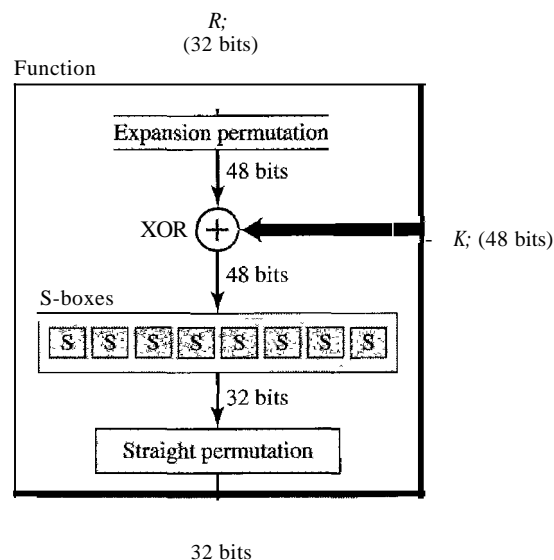 R;
(32 bits)
Function
Expansion permutation
48 bits
XOR
+
K; (48 bits)
48 bits
S-boxes
S S S S S S S S
32 bits
Straight permutation
32 bits